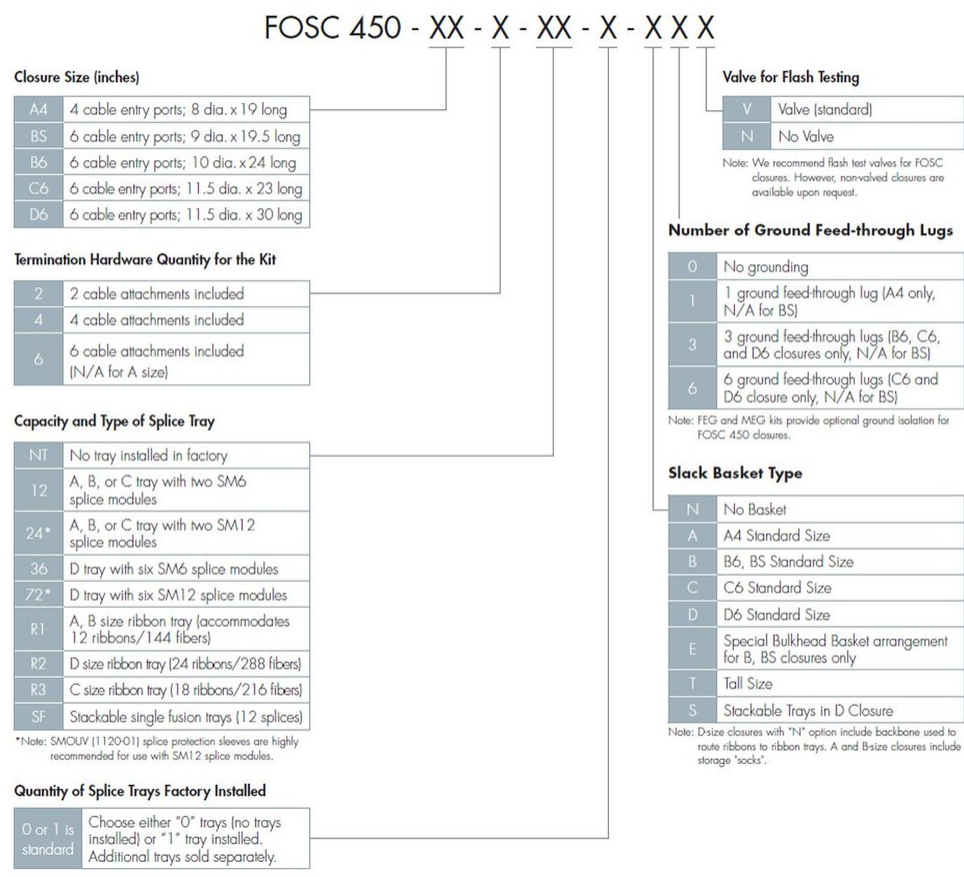 FOSC 450 - XX - X - XX - X - X X X
Closure Size (inches)
A4 4 cable entry ports; 8 dia. x 19 long
BS 6 cable entry ports; 9 dia. x 19.5 long
B6 6 cable entry ports; 10 dia. x 24 long
C6 6 cable entry ports; 11.5 dia. x 23 long
D6 6 cable entry ports; 11.5 dia. x 30 long
Termination Hardware Quantity for the Kit
2 2 cable attachments included
4 4 cable attachments included
6 6 cable attachments included
(N/A for A size)
Capacity and Type of Splice Tray
NT No tray installed in factory
12 A, B, or C tray with two SM6
splice modules
24* A, B, or C tray with two SM12
splice modules
36 D tray with six SM6 splice modules
72* D tray with six SM12 splice modules
R1 A, B size ribbon tray (accommodates
12 ribbons/144 fibers)
R2 D size ribbon tray (24 ribbons/288 fibers)
R3 C size ribbon tray (18 ribbons/216 fibers)
SF Stackable single fusion trays (12 splices)
*Note: SMOUV (1120-01) splice protection sleeves are highly
recommended for use with SM12 splice modules.
Quantity of Splice Trays Factory Installed
0 or 1 is
standard
Choose either "0" trays (no trays
installed) or "1" tray installed.
Additional trays sold separately.
Valve for Flash Testing
V Valve (standard)
N No Valve
Note: We recommend flash test valves for FOSC
closures. However, non-valved closures are
available upon request.
Number of Ground Feed-through Lugs
0 No grounding
1 1 ground feed-through lug (A4 only,
N/A for BS)
3 3 ground feed-through lugs (B6, C6,
and D6 closures only, N/A for BS)
6 6 ground feed-through lugs (C6 and
D6 closure only, N/A for BS)
Note: FEG and MEG kits provide optional ground isolation for
FOSC 450 closures.
Slack Basket Type
N No Basket
A A4 Standard Size
B B6, BS Standard Size
C C6 Standard Size
D D6 Standard Size
E Special Bulkhead Basket arrangement
for B, BS closures only
T Tall Size
S Stackable Trays in D Closure
Note: D-size closures with "N" option include backbone used to
route ribbons to ribbon trays. A and B-size closures include
storage "socks".